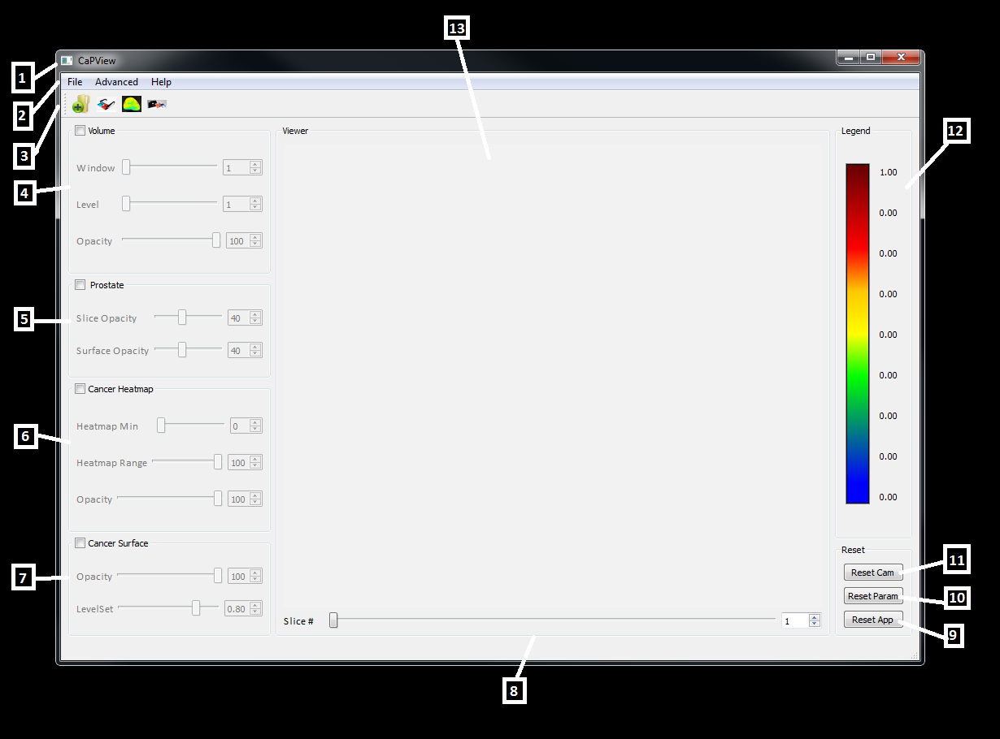 13
CaPView
1
File Advanced Help
2
3
Volume
Window 1
4
Level 1
Opacity 100
Prostate
5
Slice Opacity 40
Surface Opacity 40
Cancer Heatmap
Heatmap Min 0
6
Heatmap Range 100
Opacity 100
Cancer Surface
7
Opacity 100
LevelSet 0.80
Viewer
Slice # 1
8
Legend
12
1.00
0.00
0.00
0.00
0.00
0.00
0.00
0.00
0.00
Reset
Reset Cam
11
Reset Param
10
Reset App
9